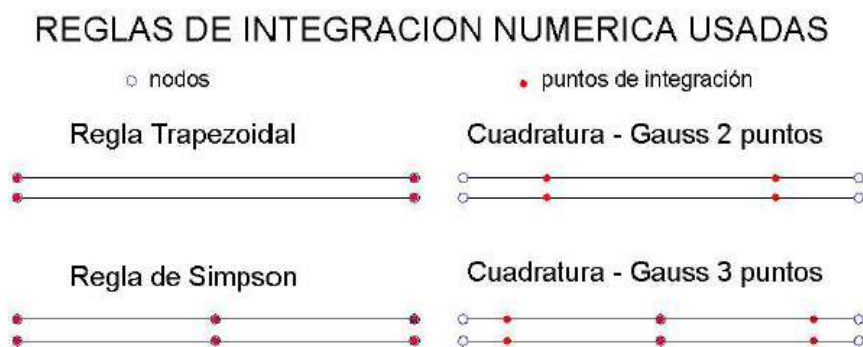 REGLAS DE INTEGRACION NUMERICA USADAS
nodos
puntos de integración
Regla Trapezoidal
Cuadratura - Gauss 2 puntos
Regla de Simpson
Cuadratura - Gauss 3 puntos